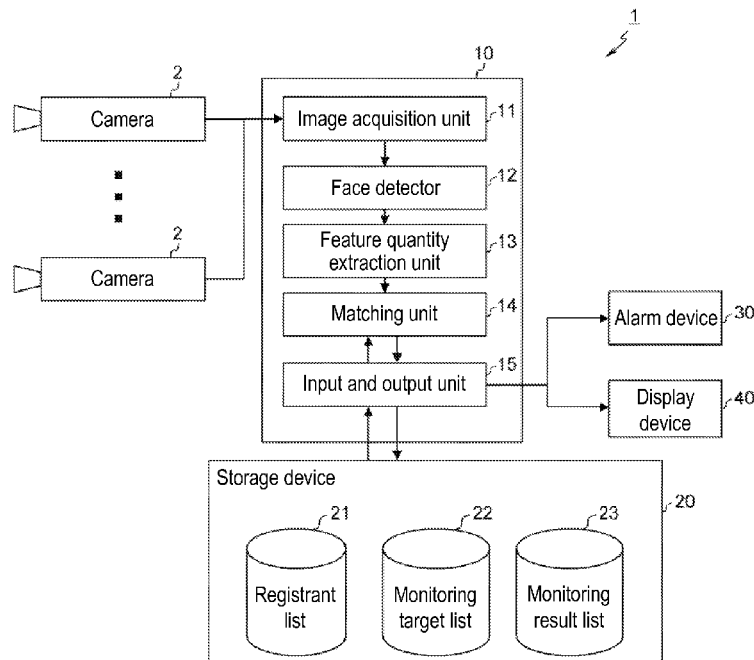 1
10
2
Camera
Image acquisition unit
11
Face detector
12
2
Camera
Feature quantity
extraction unit
13
Matching unit
14
Input and output unit
15
Alarm device
30
Display
device
40
Storage device
20
21
Registrant
list
22
Monitoring
target list
23
Monitoring
result list